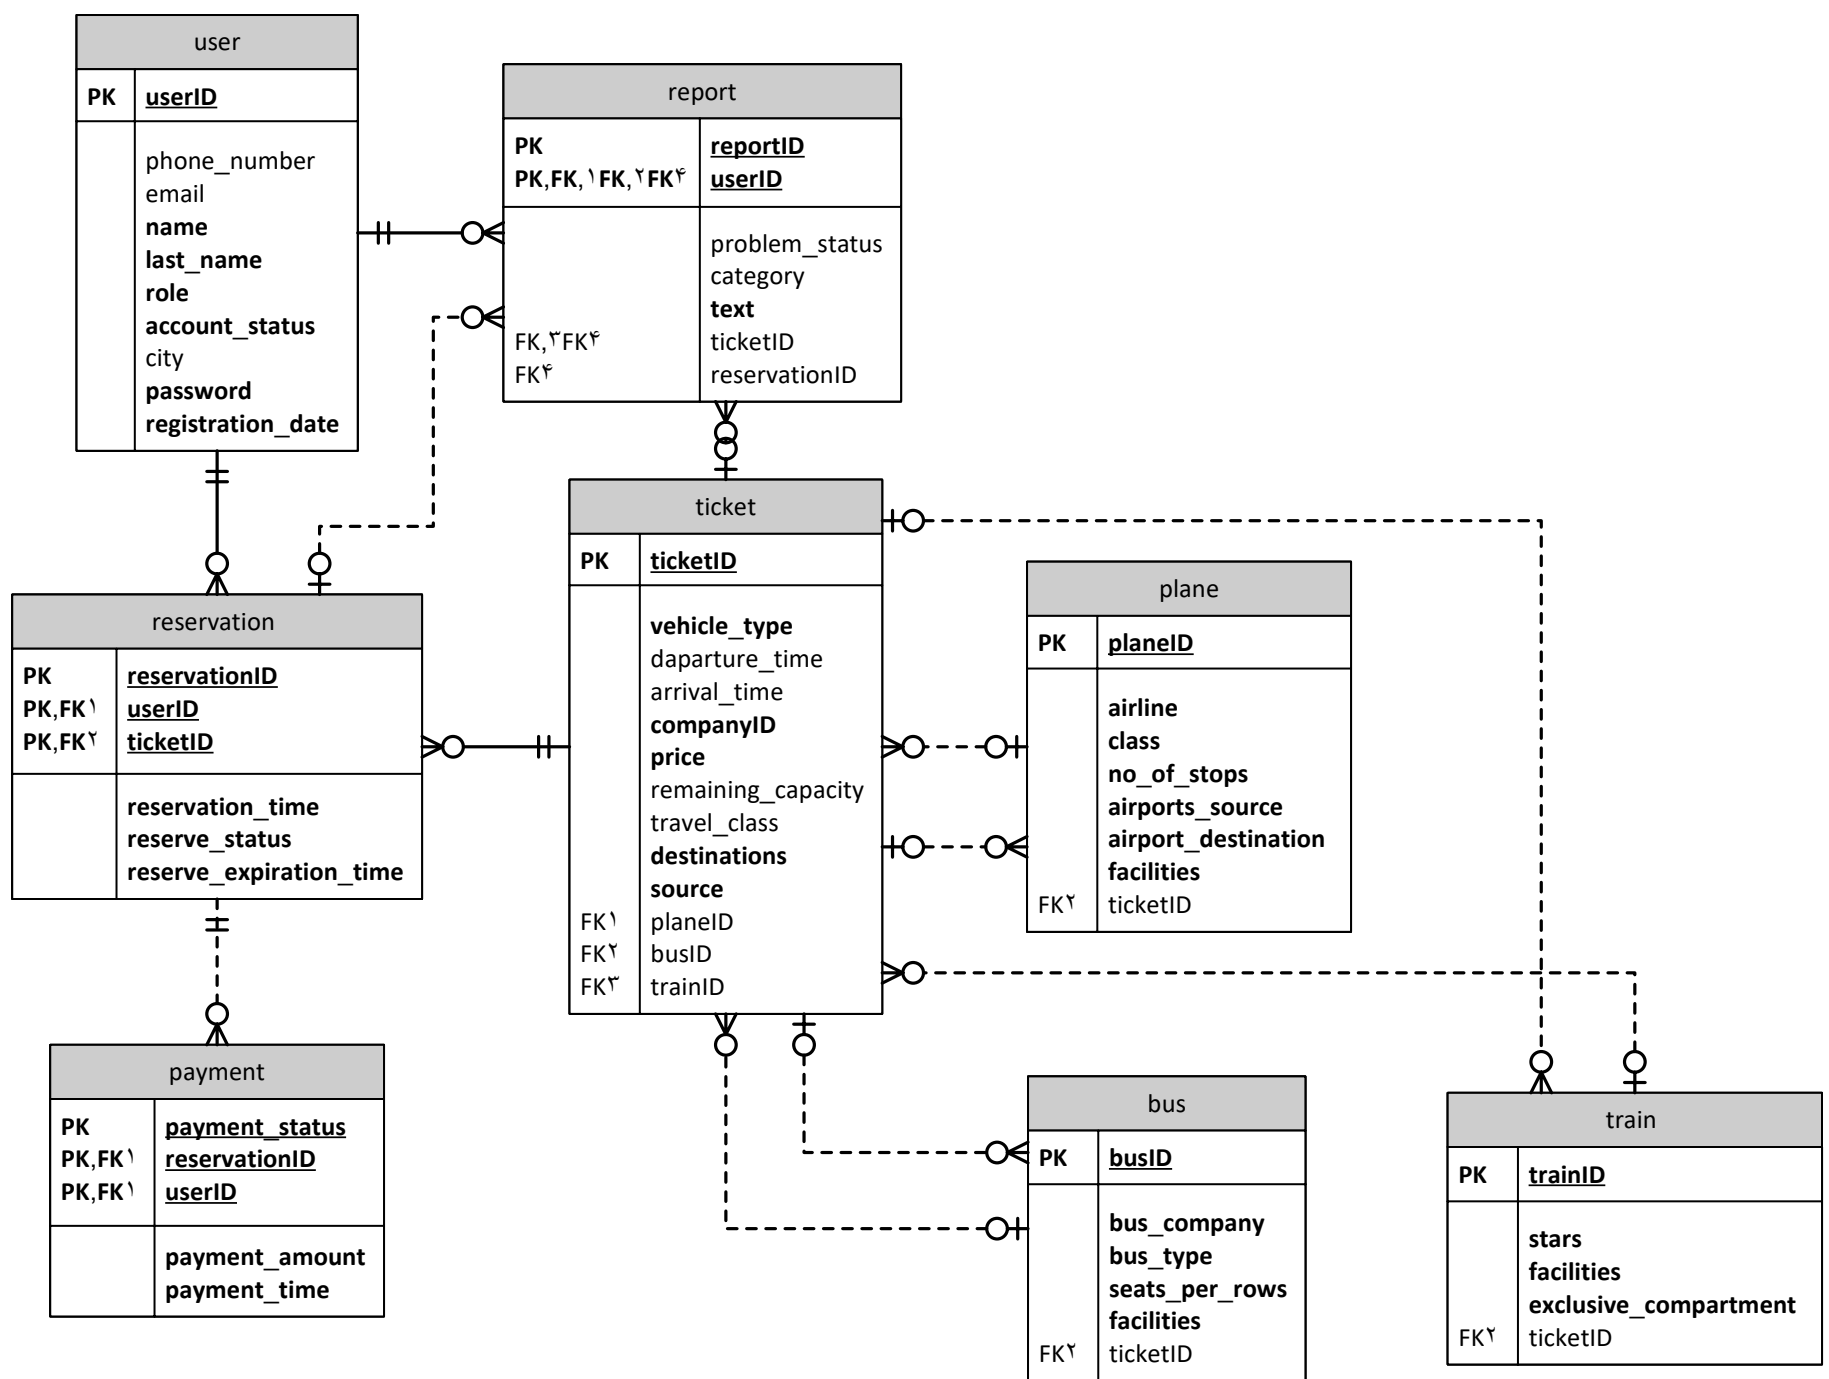 user
PK userID
phone_number
email
name
last_name
role
account_status
city
password
registration_date
report
PK reportID
PK,FK,۱FK,۲FK۴ userID
problem_status
category
text
FK,۳FK۴ ticketID
FK۴ reservationID
ticket
PK ticketID
vehicle_type
daparture_time
arrival_time
companyID
price
remaining_capacity
travel_class
destinations
source
FK۱ planeID
FK۲ busID
FK۳ trainID
plane
PK planeID
airline
class
no_of_stops
airports_source
airport_destination
facilities
FK۲ ticketID
reservation
PK reservationID
PK,FK۱ userID
PK,FK۲ ticketID
reservation_time
reserve_status
reserve_expiration_time
payment
PK payment_status
PK,FK۱ reservationID
PK,FK۱ userID
payment_amount
payment_time
bus
PK busID
bus_company
bus_type
seats_per_rows
facilities
FK۲ ticketID
train
PK trainID
stars
facilities
exclusive_compartment
FK۲ ticketID